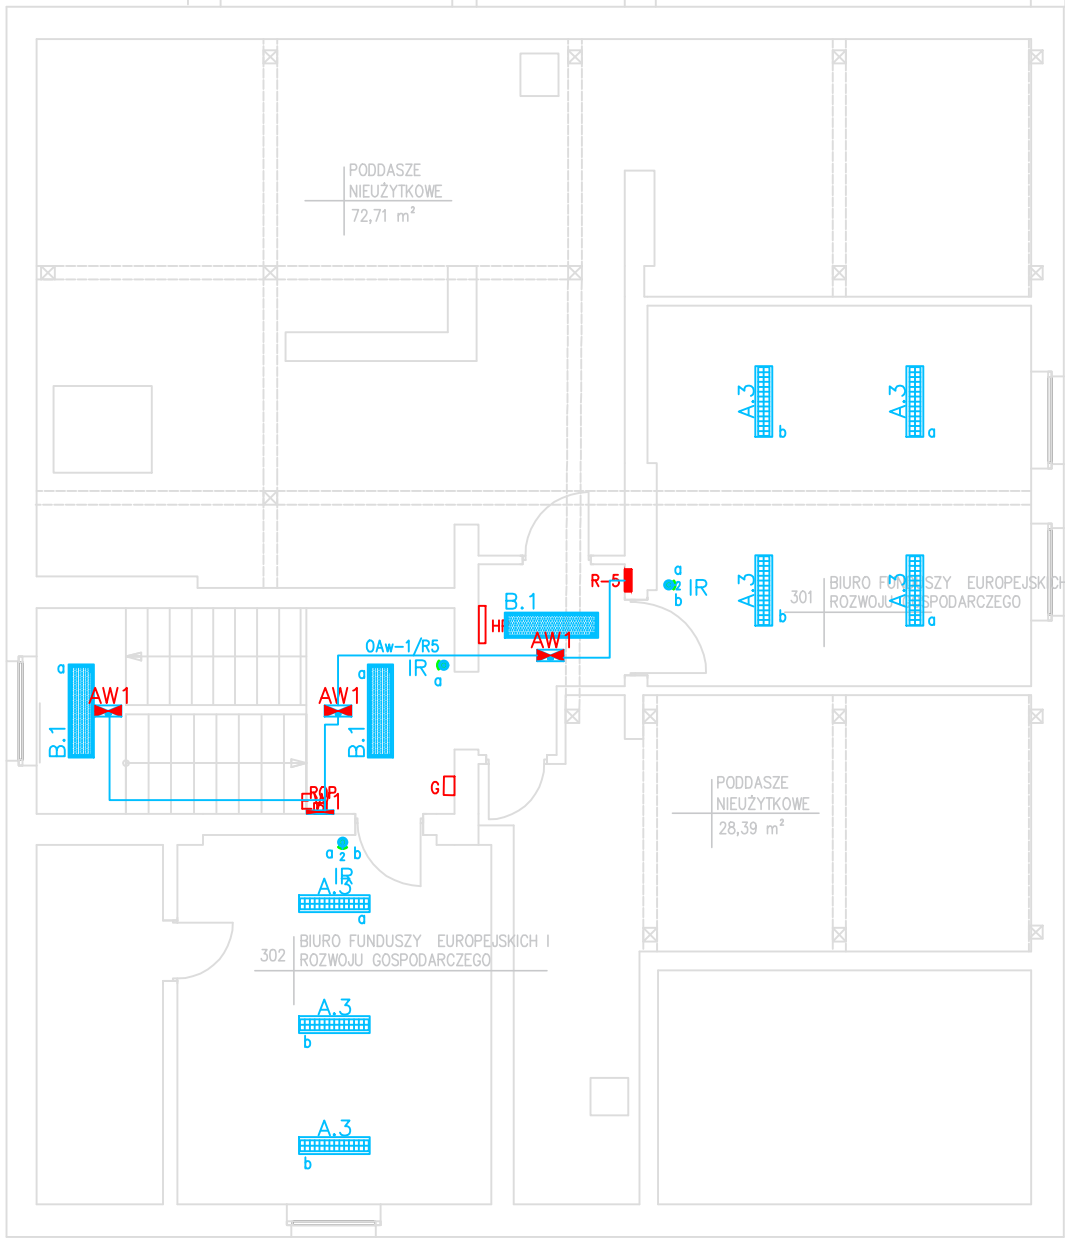 PODDASZE
NIEUŻYTKOWE
72,71 m²
A.3
b
A.3
a
A.3
b
A.3
a
R-5
a
2
b
IR
301
BIURO FUNDUSZY EUROPEJSKICH
ROZWOJU GOSPODARCZEGO
B.1
AW1
OAw-1/R5
IR
a
a
B.1
AW1
a
B.1
AW1
G
ROP
a
2
b
IR
A.3
a
302
BIURO FUNDUSZY EUROPEJSKICH I
ROZWOJU GOSPODARCZEGO
A.3
b
A.3
b
PODDASZE
NIEUŻYTKOWE
28,39 m²